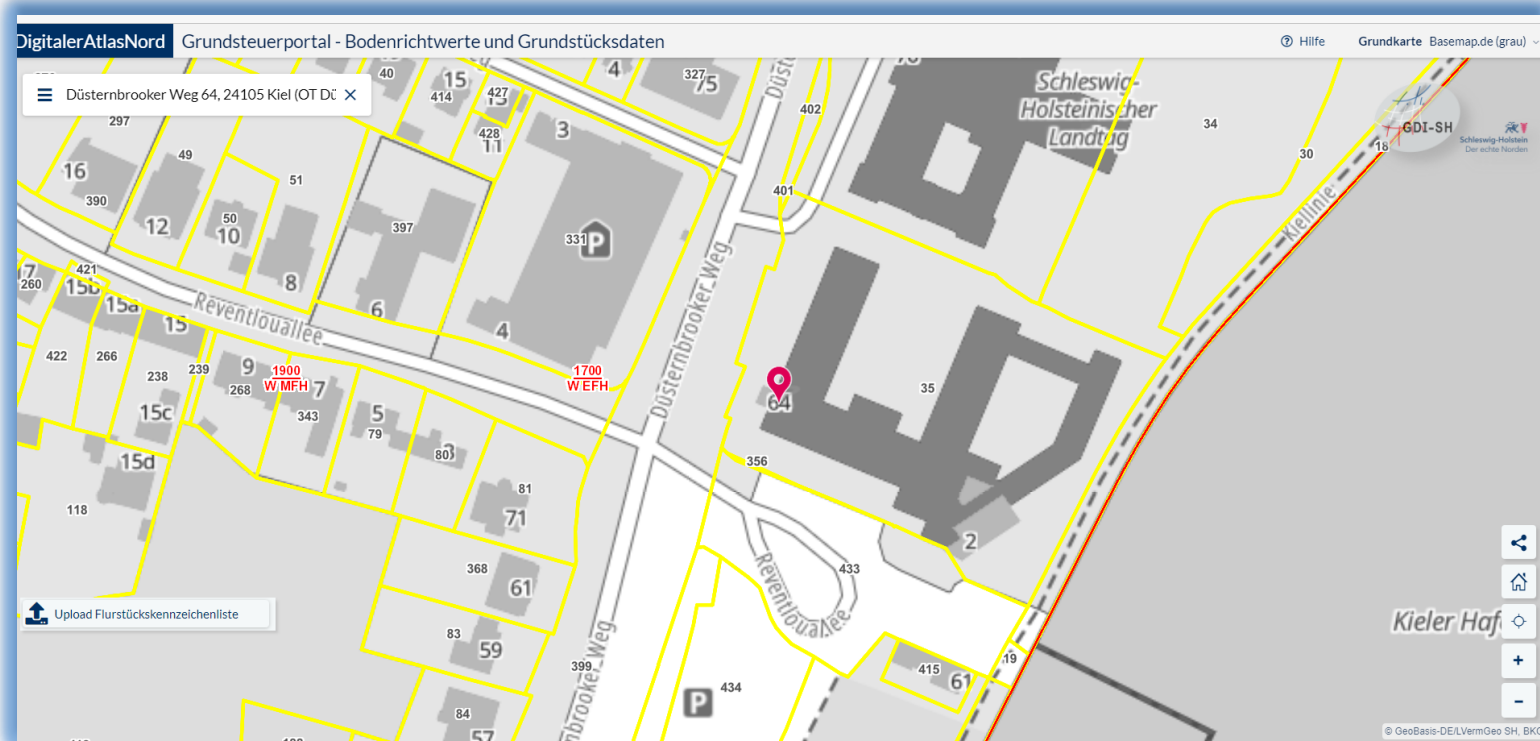 DigitalerAtlasNord
Grundsteuerportal - Bodenrichtwerte und Grundstücksdaten
Hilfe
Grundkarte Basemap.de (grau)
Düsternbrooker Weg 64, 24105 Kiel (OT Dü
40
15
414
427
13
428
11
4
327
75
402
Schleswig-
Holsteinischer
Landtag
34
30
18
GDI-SH
Schleswig-Holstein
Der echte Norden
297
49
51
16
390
50
10
12
8
397
6
3
331
P
4
401
Kiellinie
Düsternbrooker Weg
421
260
15b
15a
15
Reventlouallee
422
266
238
239
9
268
1900
W MFH
7
343
1700
W EFH
5
79
80
15c
15d
118
64
35
356
81
71
2
368
61
433
Reventlouallee
Upload Flurstückskennzeichenliste
83
59
399
Kieler Haf
19
415
61
434
P
84
57
© GeoBasis-DE/LVermGeo SH, BKG